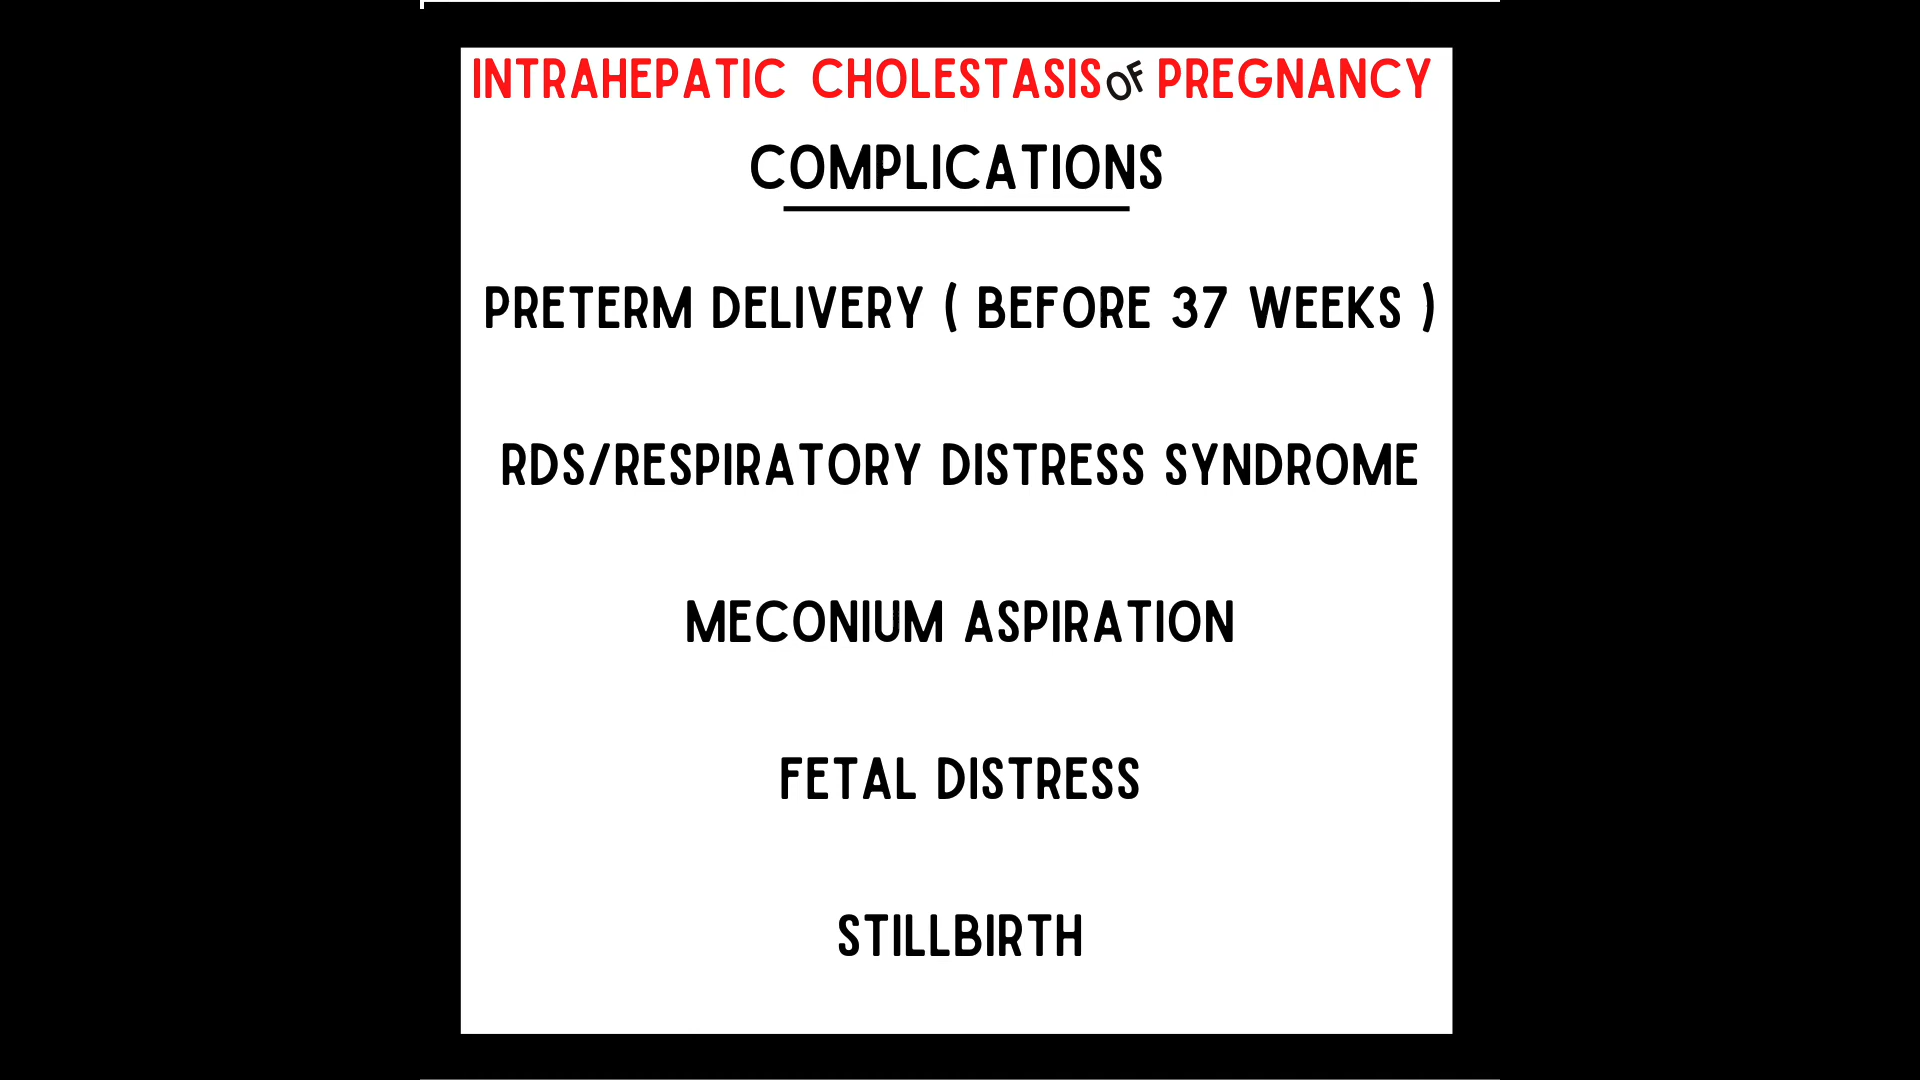 INTRAHEPATIC CHOLESTASIS OF PREGNANCY
COMPLICATIONS
PRETERM DELIVERY ( BEFORE 37 WEEKS )
RDS/RESPIRATORY DISTRESS SYNDROME
MECONIUM ASPIRATION
FETAL DISTRESS
STILLBIRTH